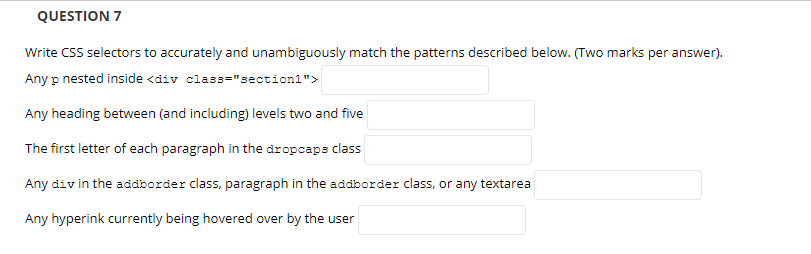 QUESTION 7
Write CSS selectors to accurately and unambiguously match the patterns described below. (Two marks per answer).
Any p nested inside <div class="section1">
Any heading between (and including) levels two and five
The first letter of each paragraph in the dropcaps class
Any div in the addborder class, paragraph in the addborder class, or any textarea
Any hyperink currently being hovered over by the user